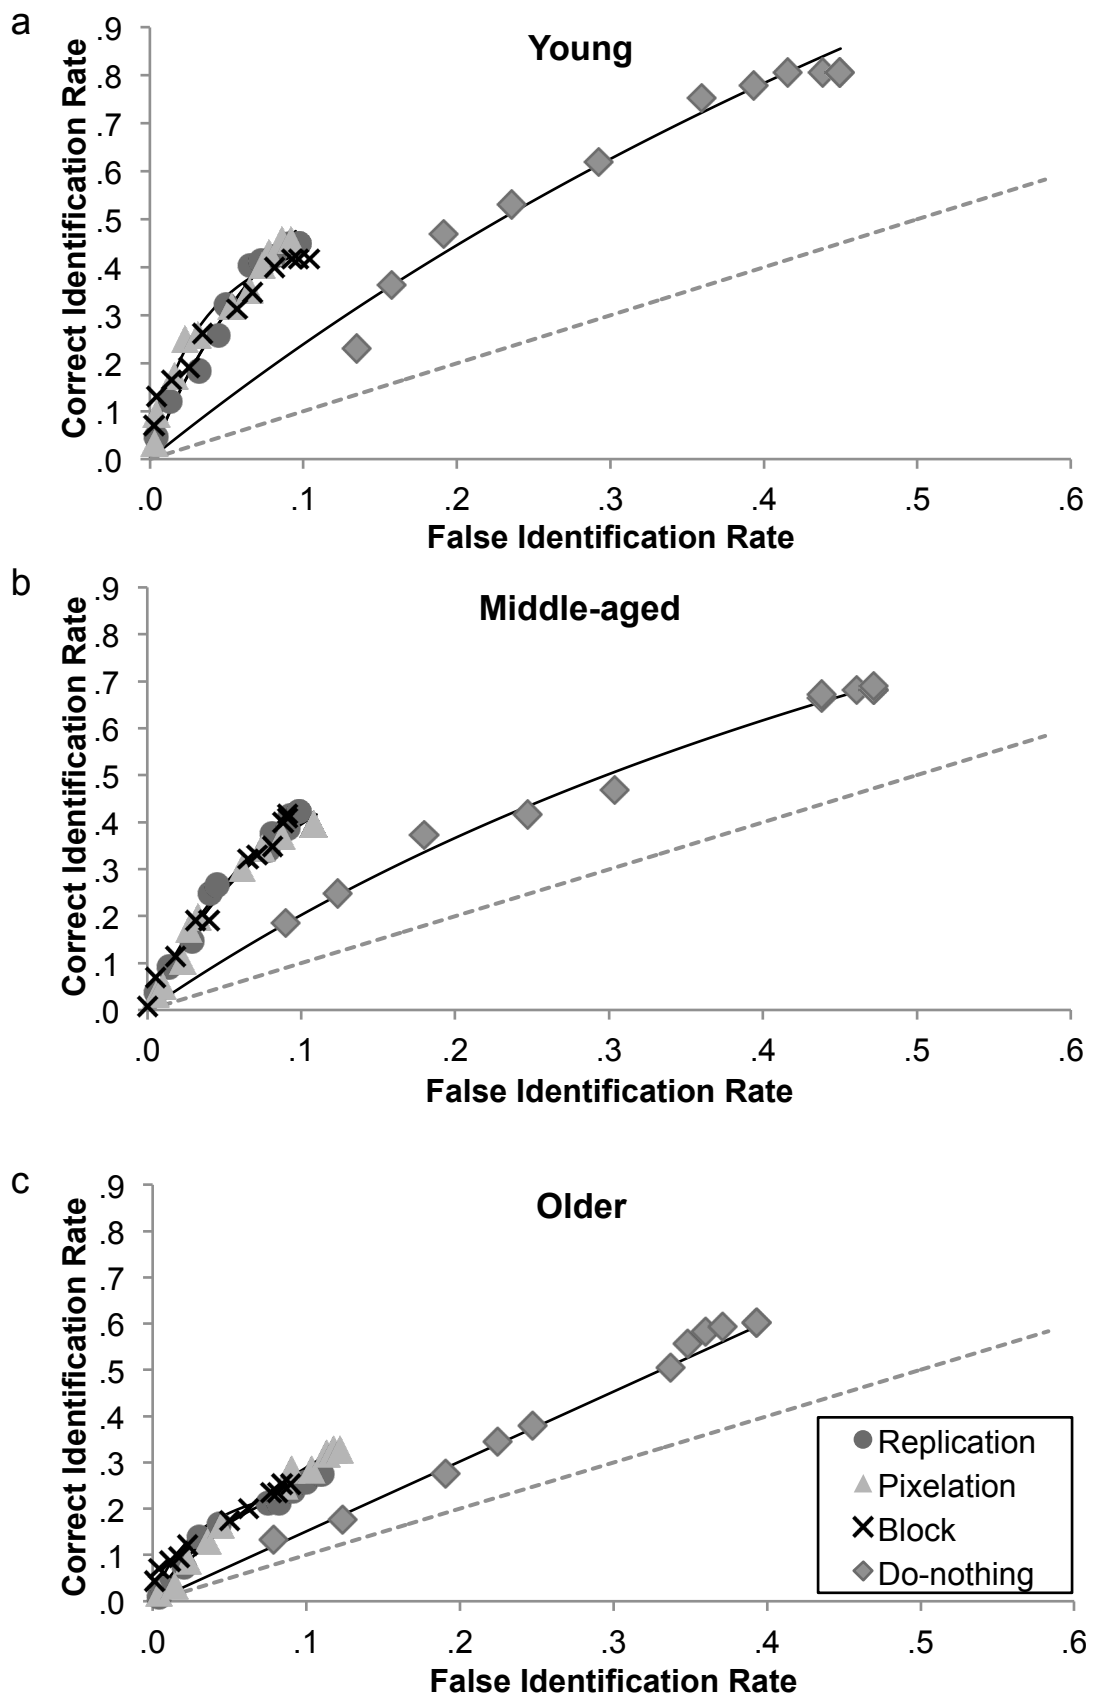 a
Young
Correct Identification Rate
.9
.8
.7
.6
.5
.4
.3
.2
.1
.0
.0 .1 .2 .3 .4 .5 .6
False Identification Rate
b
Middle-aged
Correct Identification Rate
.9
.8
.7
.6
.5
.4
.3
.2
.1
.0
.0 .1 .2 .3 .4 .5 .6
False Identification Rate
c
Older
Correct Identification Rate
.9
.8
.7
.6
.5
.4
.3
.2
.1
.0
.0 .1 .2 .3 .4 .5 .6
False Identification Rate
Replication
Pixelation
Block
Do-nothing